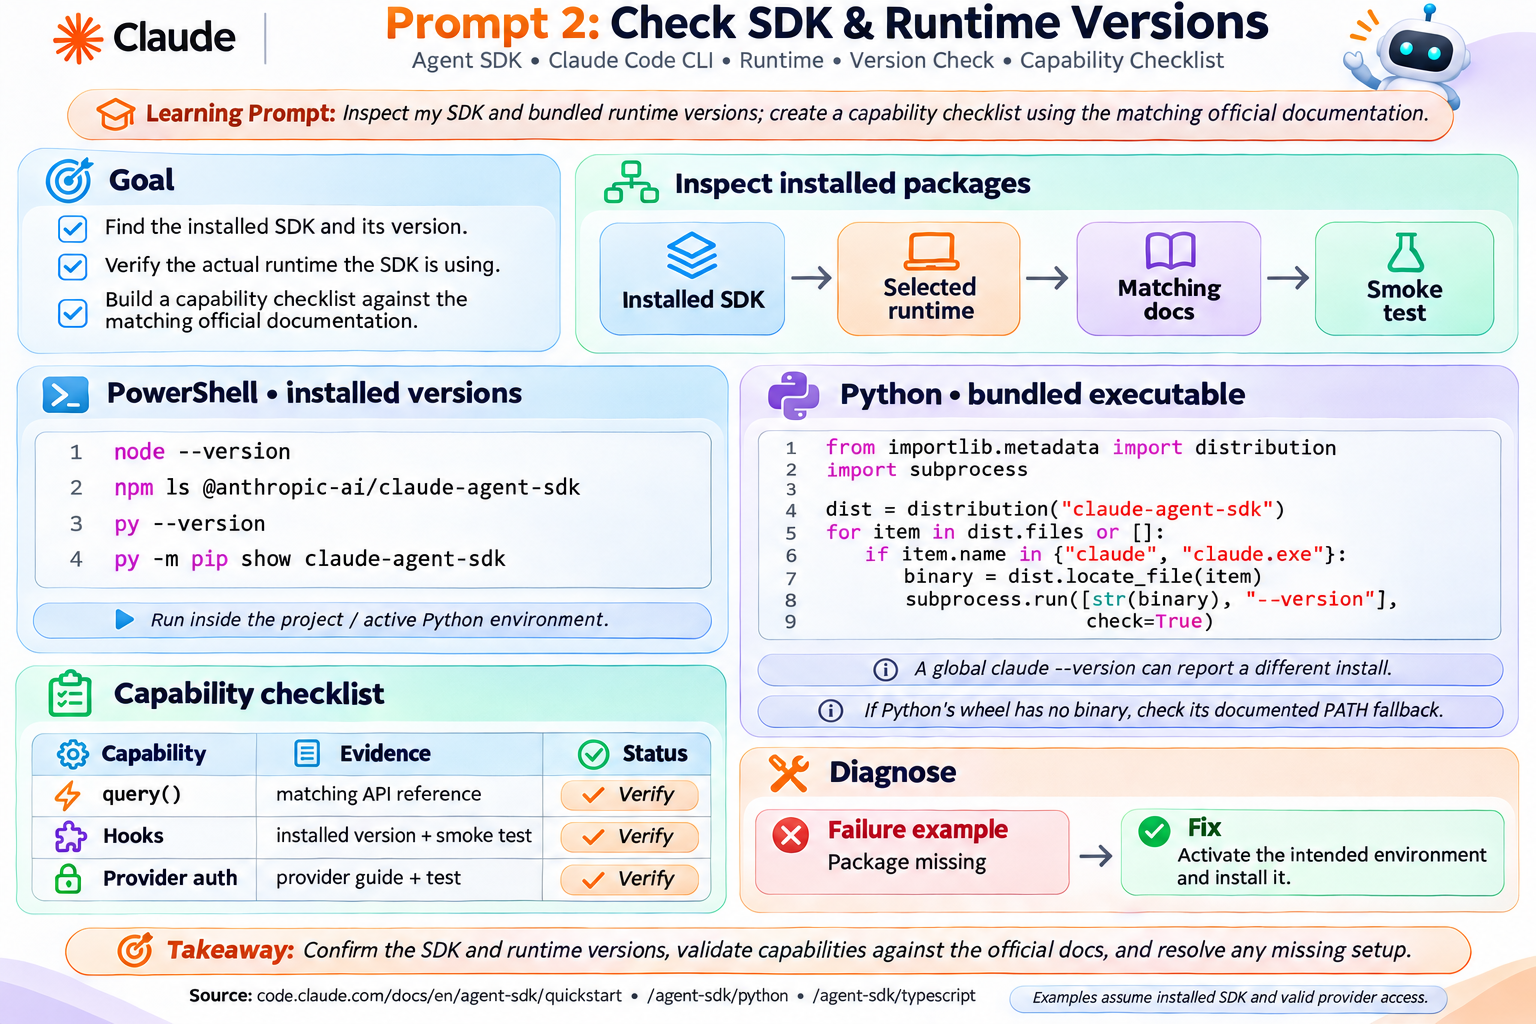 Claude
Prompt 2: Check SDK & Runtime Versions
Agent SDK • Claude Code CLI • Runtime • Version Check • Capability Checklist
Learning Prompt: Inspect my SDK and bundled runtime versions; create a capability checklist using the matching official documentation.
Goal
Find the installed SDK and its version.
Verify the actual runtime the SDK is using.
Build a capability checklist against the
matching official documentation.
Inspect installed packages
Installed SDK
Selected
runtime
Matching
docs
Smoke
test
PowerShell • installed versions
1 node --version
2 npm ls @anthropic-ai/claude-agent-sdk
3 py --version
4 py -m pip show claude-agent-sdk
Run inside the project / active Python environment.
Python • bundled executable
1 from importlib.metadata import distribution
2 import subprocess
3
4 dist = distribution("claude-agent-sdk")
5 for item in dist.files or []:
6 if item.name in {"claude", "claude.exe"}:
7 binary = dist.locate_file(item)
8 subprocess.run([str(binary), "--version"],
9 check=True)
A global claude --version can report a different install.
If Python's wheel has no binary, check its documented PATH fallback.
Capability checklist
Capability Evidence Status
query() matching API reference Verify
Hooks installed version + smoke test Verify
Provider auth provider guide + test Verify
Diagnose
Failure example
Package missing
Fix
Activate the intended environment
and install it.
Takeaway: Confirm the SDK and runtime versions, validate capabilities against the official docs, and resolve any missing setup.
Source: code.claude.com/docs/en/agent-sdk/quickstart • /agent-sdk/python • /agent-sdk/typescript
Examples assume installed SDK and valid provider access.